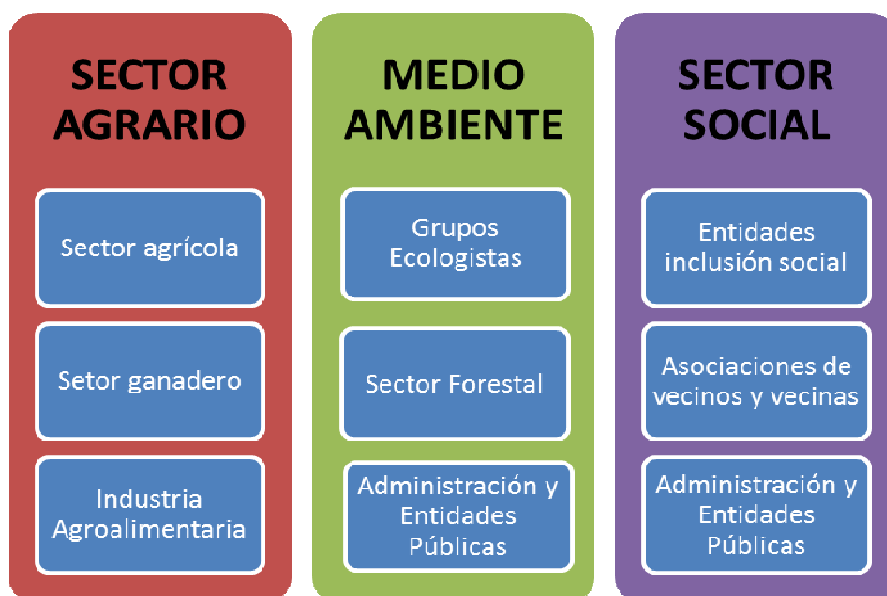 SECTOR
AGRARIO
Sector agrícola
Setor ganadero
Industria
Agroalimentaria
MEDIO
AMBIENTE
Grupos
Ecologistas
Sector Forestal
Administración y
Entidades
Públicas
SECTOR
SOCIAL
Entidades
inclusión social
Asociaciones de
vecinos y vecinas
Administración y
Entidades
Públicas